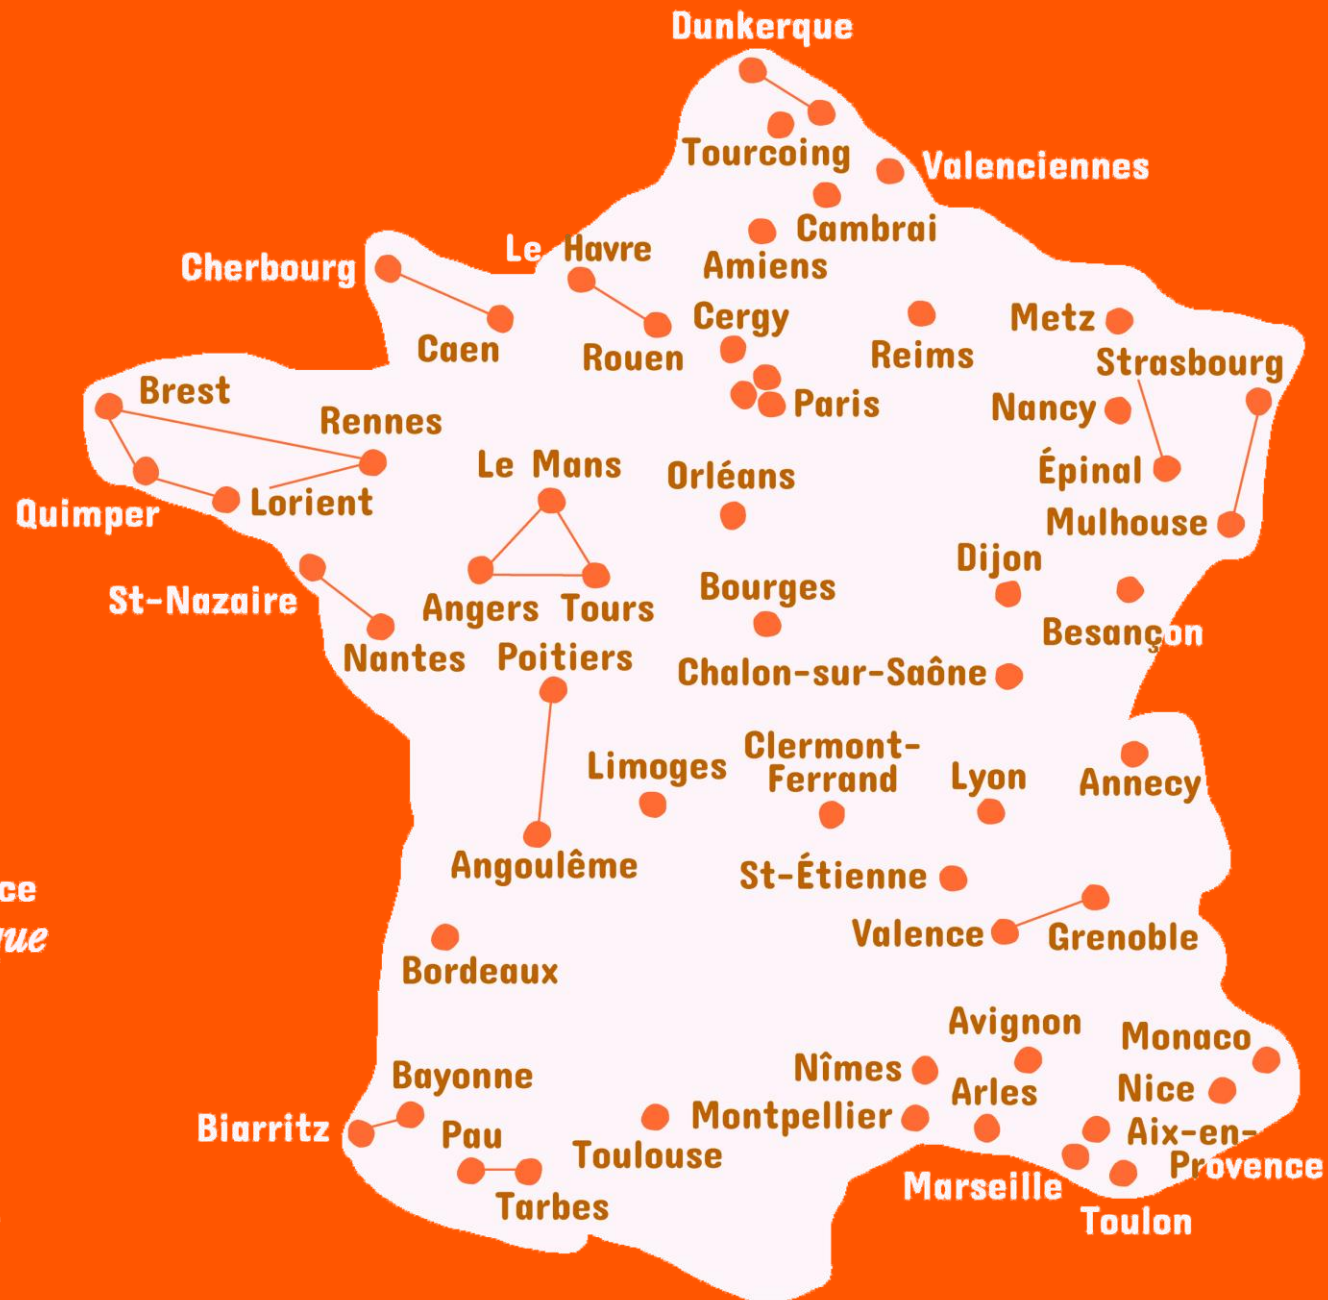 Dunkerque
Tourcoing
Valenciennes
Cambrai
Amiens
Cherbourg
Le Havre
Caen
Rouen
Cergy
Reims
Metz
Strasbourg
Brest
Rennes
Paris
Nancy
Le Mans
Orléans
Épinal
Quimper
Lorient
Mulhouse
Dijon
St-Nazaire
Angers
Tours
Bourges
Besançon
Nantes
Poitiers
Chalon-sur-Saône
Limoges
Clermont-
Ferrand
Lyon
Annecy
Angoulême
St-Étienne
ce
que
Valence
Grenoble
Bordeaux
Avignon
Monaco
Nîmes
Bayonne
Arles
Nice
Biarritz
Pau
Montpellier
Toulouse
Aix-en-
Provence
Marseille
Tarbes
Toulon